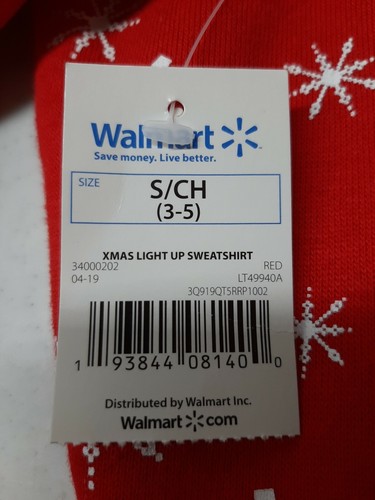 Walmart
Save money. Live better.
SIZE
S/CH
(3-5)
XMAS LIGHT UP SWEATSHIRT
34000202 RED
04-19 LT49940A
3Q919QT5RRP1002
1 93844 08140 0
Distributed by Walmart Inc.
Walmart com